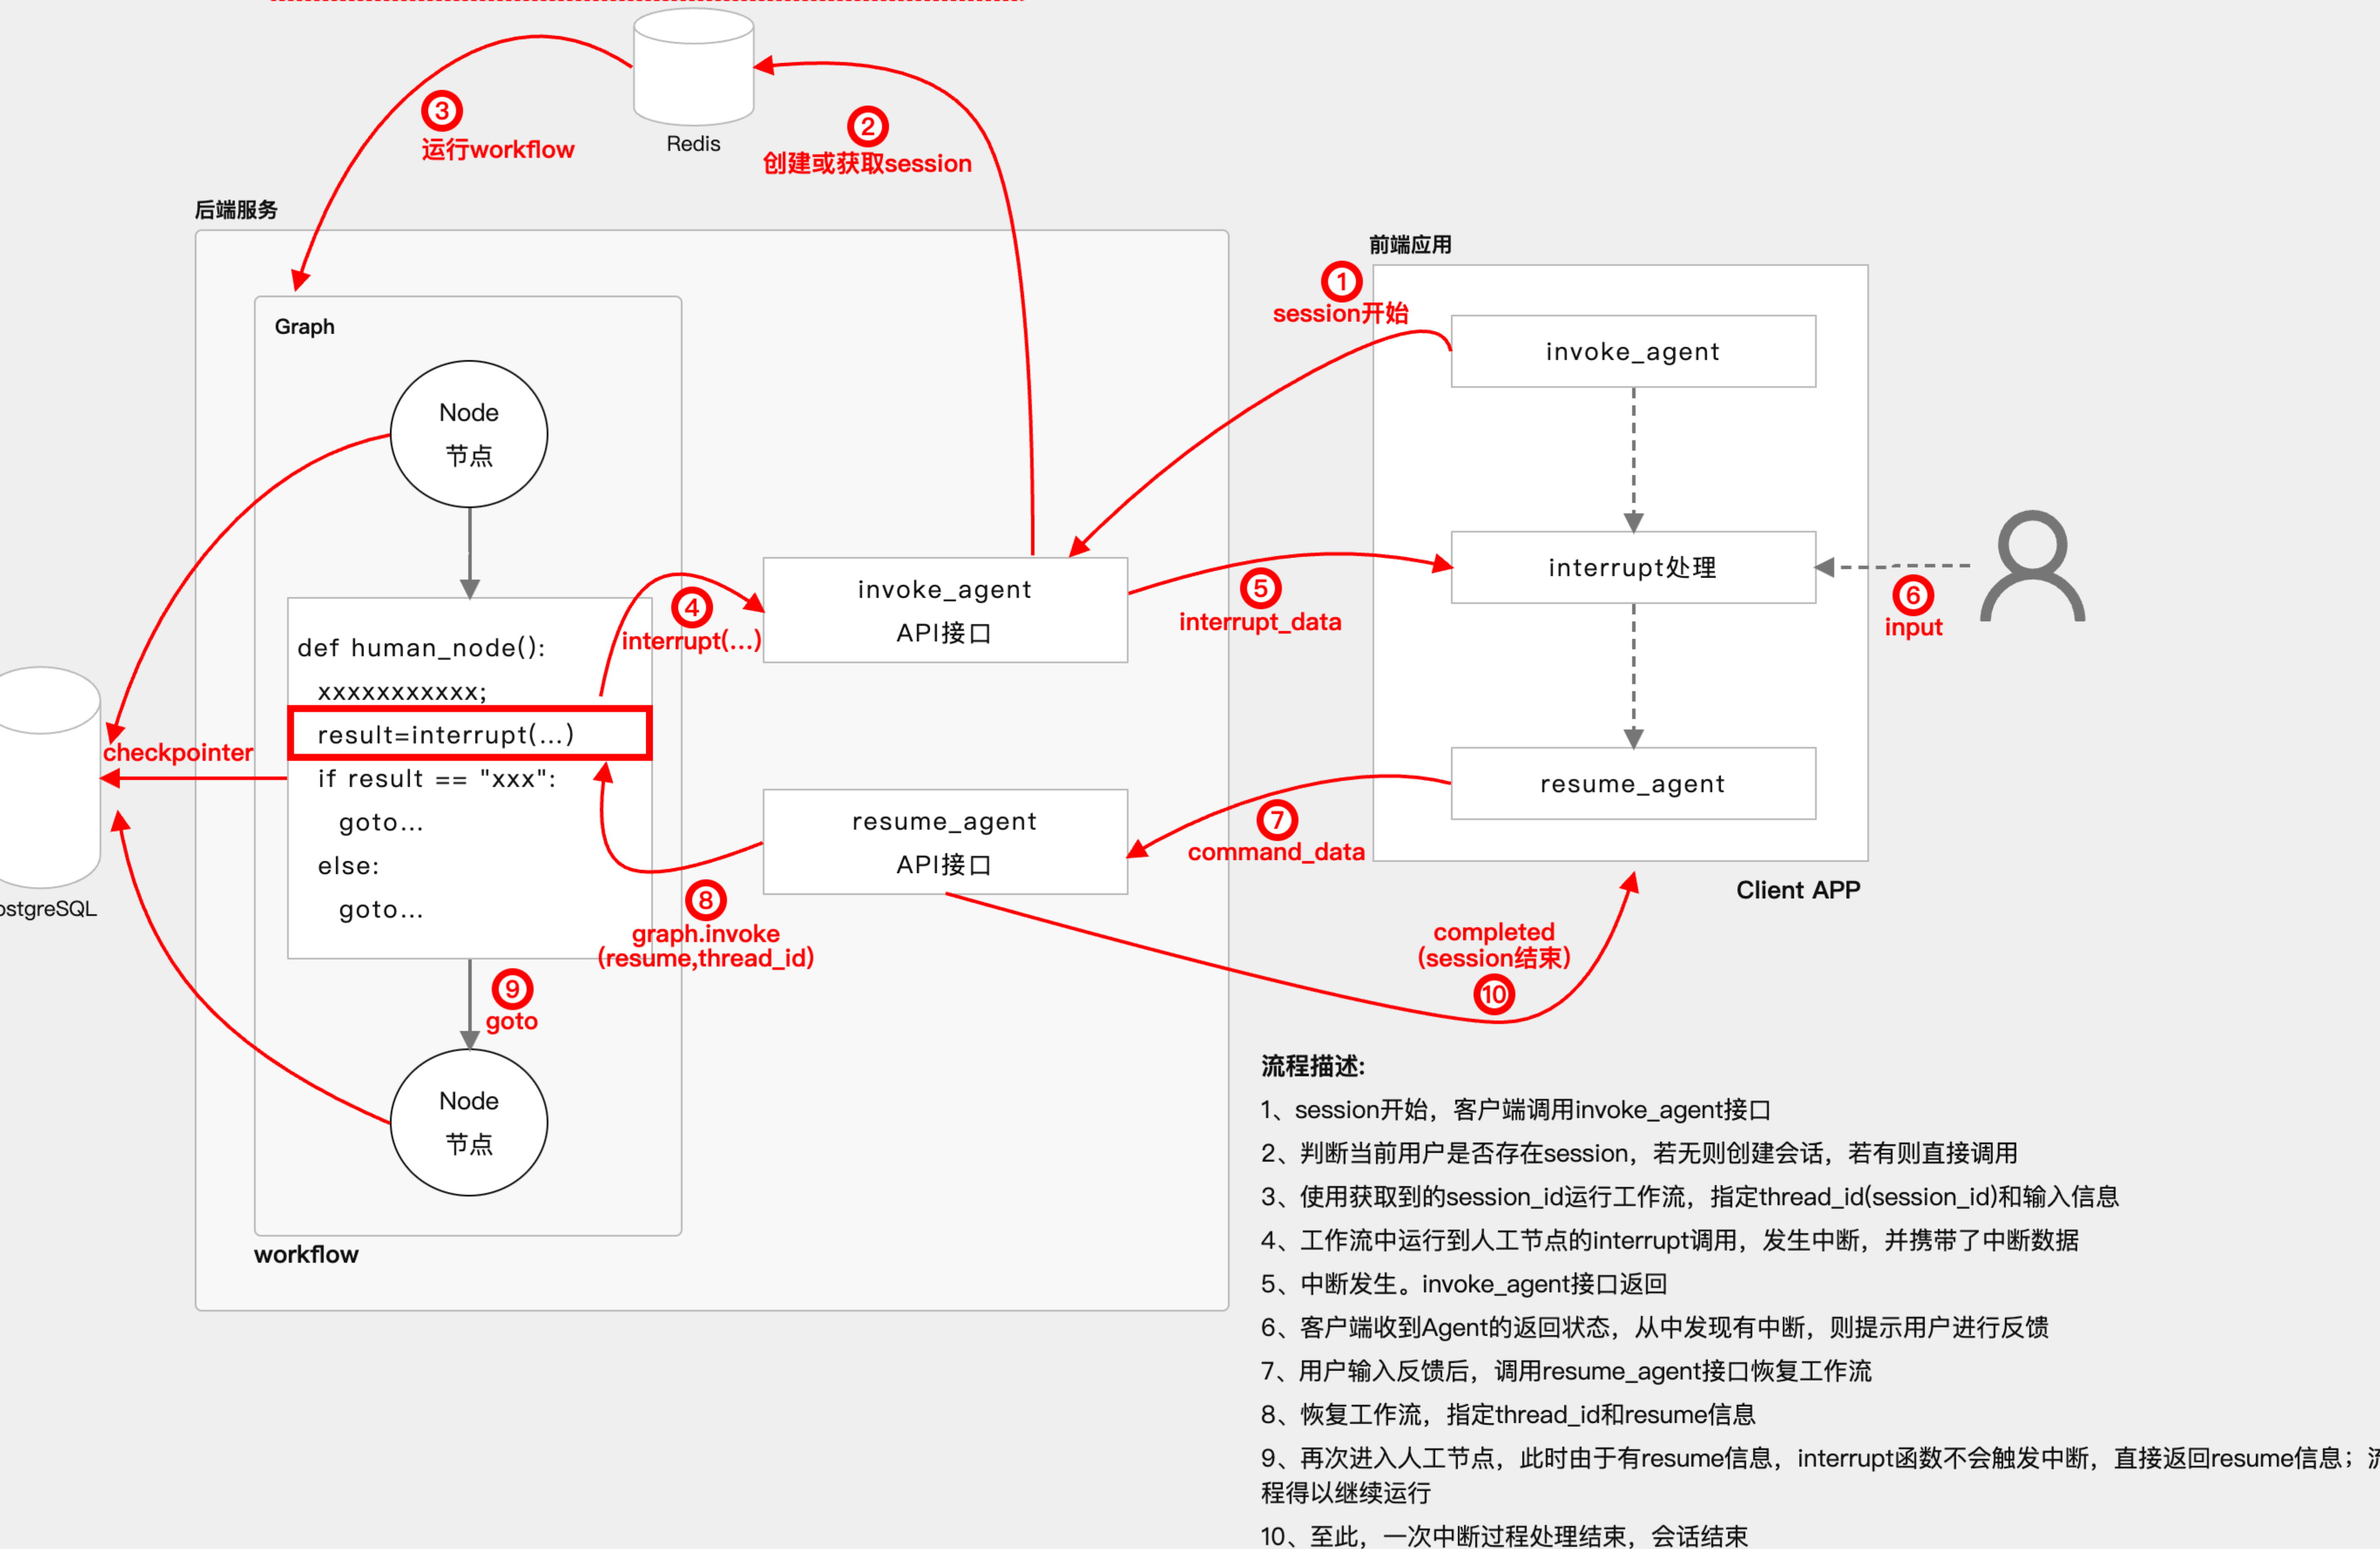 Redis
③
运行workflow
②
创建或获取session
后端服务
前端应用
①
session开始
Graph
invoke_agent
Node
节点
interrupt处理
⑥
input
invoke_agent
API接口
④
interrupt(...)
⑤
interrupt_data
def human_node():
xxxxxxxxxxx;
result=interrupt(...)
if result == "xxx":
goto...
else:
goto...
checkpointer
ostgreSQL
resume_agent
resume_agent
API接口
⑦
command_data
Client APP
⑧
graph.invoke
(resume,thread_id)
completed
(session结束)
⑩
⑨
goto
Node
节点
workflow
流程描述:
1、session开始，客户端调用invoke_agent接口
2、判断当前用户是否存在session，若无则创建会话，若有则直接调用
3、使用获取到的session_id运行工作流，指定thread_id(session_id)和输入信息
4、工作流中运行到人工节点的interrupt调用，发生中断，并携带了中断数据
5、中断发生。invoke_agent接口返回
6、客户端收到Agent的返回状态，从中发现有中断，则提示用户进行反馈
7、用户输入反馈后，调用resume_agent接口恢复工作流
8、恢复工作流，指定thread_id和resume信息
9、再次进入人工节点，此时由于有resume信息，interrupt函数不会触发中断，直接返回resume信息；流
程得以继续运行
10、至此，一次中断过程处理结束，会话结束